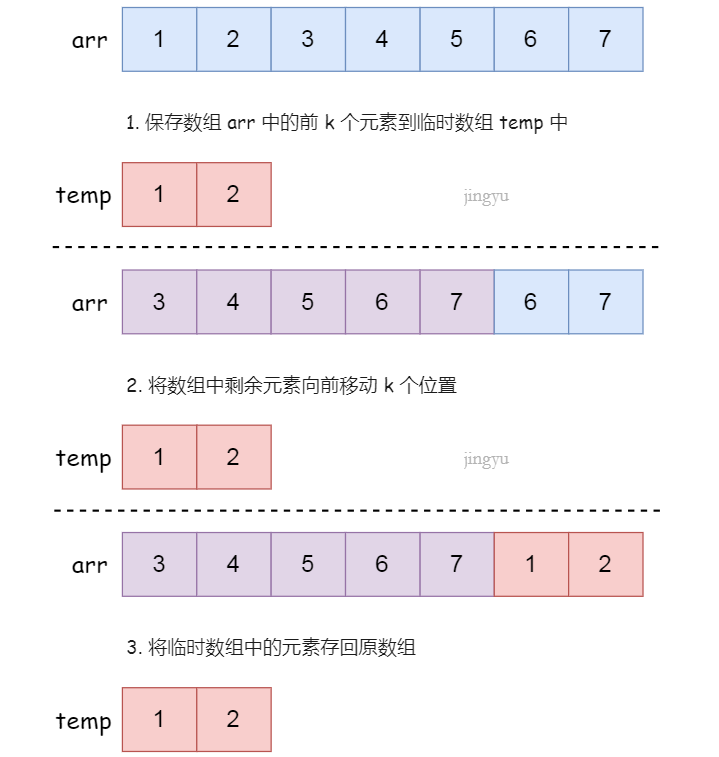 arr 1 2 3 4 5 6 7
1. 保存数组 arr 中的前 k 个元素到临时数组 temp 中
temp 1 2 jingyu
arr 3 4 5 6 7 6 7
2. 将数组中剩余元素向前移动 k 个位置
temp 1 2 jingyu
arr 3 4 5 6 7 1 2
3. 将临时数组中的元素存回原数组
temp 1 2